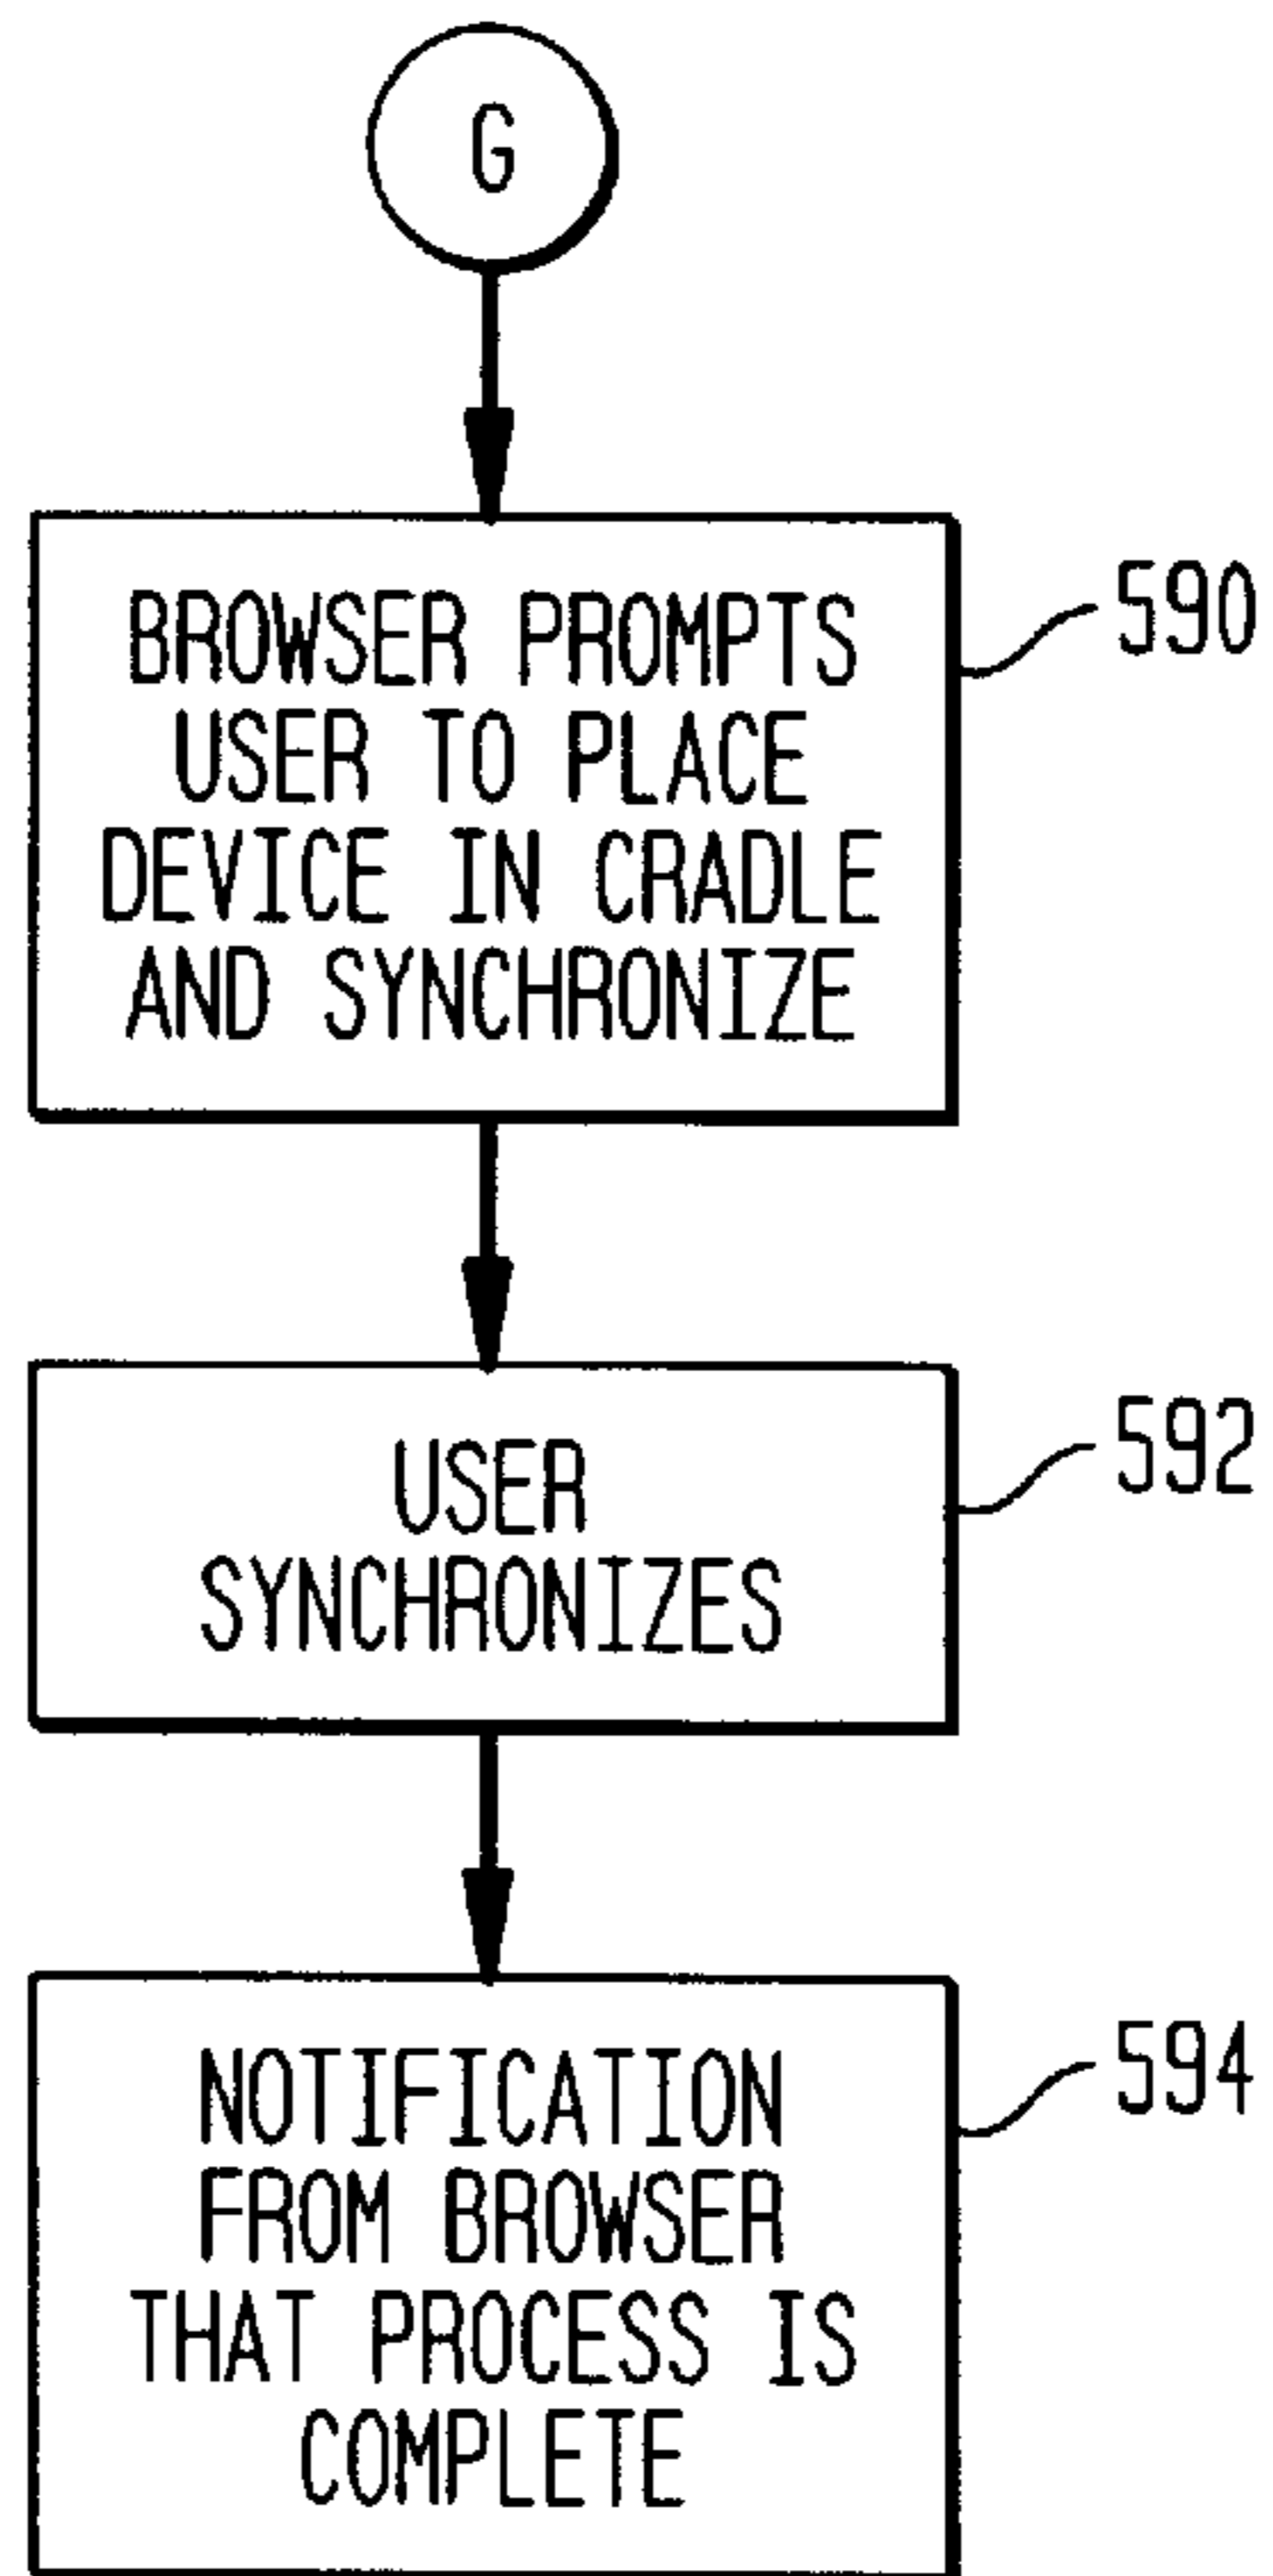 G
BROWSER PROMPTS
USER TO PLACE
DEVICE IN CRADLE
AND SYNCHRONIZE
590
USER
SYNCHRONIZES
592
NOTIFICATION
FROM BROWSER
THAT PROCESS IS
COMPLETE
594